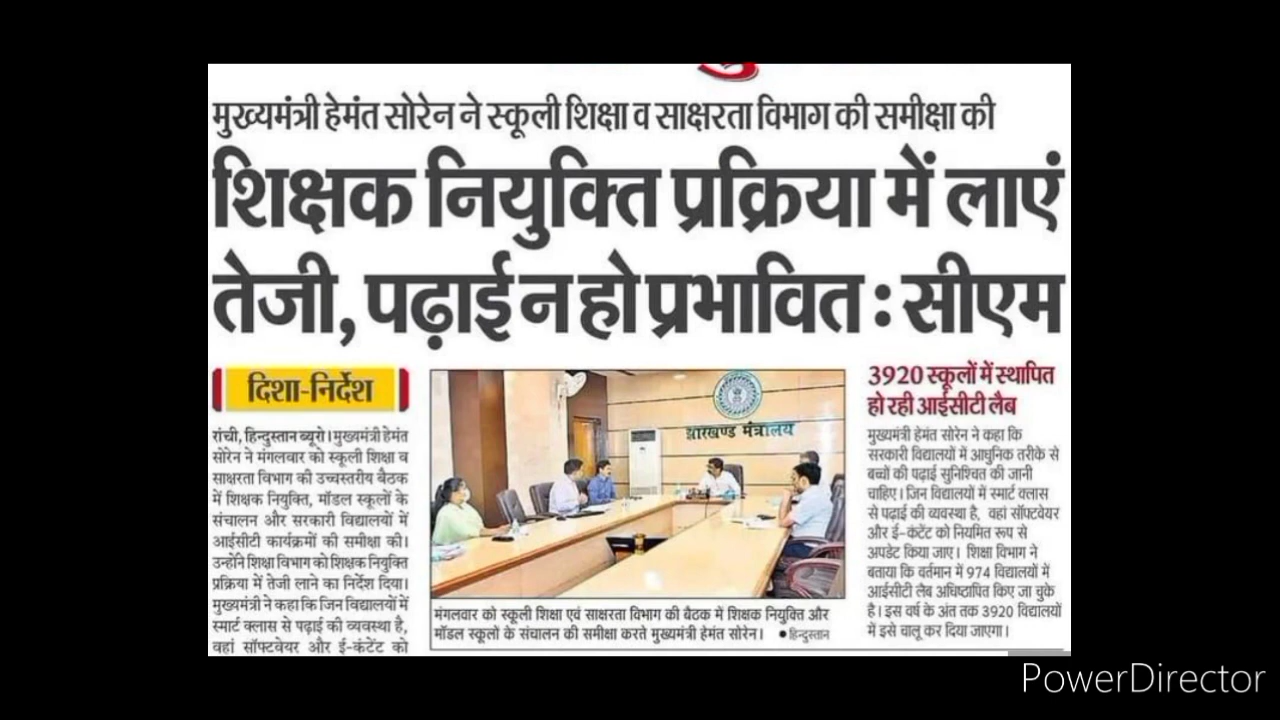 मुख्यमंत्री हेमंत सोरेन ने स्कूली शिक्षा व साक्षरता विभाग की समीक्षा की
शिक्षक नियुक्ति प्रक्रिया में लाएं
तेजी, पढ़ाई न हो प्रभावित : सीएम
दिशा-निर्देश
रांची, हिन्दुस्तान ब्यूरो। मुख्यमंत्री हेमंत
सोरेन ने मंगलवार को स्कूली शिक्षा व
साक्षरता विभाग की उच्चस्तरीय बैठक
में शिक्षक नियुक्ति, मॉडल स्कूलों के
संचालन और सरकारी विद्यालयों में
आईसीटी कार्यक्रमों की समीक्षा की।
उन्होंने शिक्षा विभाग को शिक्षक नियुक्ति
प्रक्रिया में तेजी लाने का निर्देश दिया।
मुख्यमंत्री ने कहा कि जिन विद्यालयों में
स्मार्ट क्लास से पढ़ाई की व्यवस्था है,
वहां सॉफ्टवेयर और ई-कंटेंट को
झारखण्ड मंत्रालय
मंगलवार को स्कूली शिक्षा एवं साक्षरता विभाग की बैठक में शिक्षक नियुक्ति और
मॉडल स्कूलों के संचालन की समीक्षा करते मुख्यमंत्री हेमंत सोरेन। ● हिन्दुस्तान
3920 स्कूलों में स्थापित
हो रही आईसीटी लैब
मुख्यमंत्री हेमंत सोरेन ने कहा कि
सरकारी विद्यालयों में आधुनिक तरीके से
बच्चों की पढ़ाई सुनिश्चित की जानी
चाहिए। जिन विद्यालयों में स्मार्ट क्लास
से पढ़ाई की व्यवस्था है, वहां सॉफ्टवेयर
और ई-कंटेंट को नियमित रूप से
अपडेट किया जाए। शिक्षा विभाग ने
बताया कि वर्तमान में 974 विद्यालयों में
आईसीटी लैब अधिष्ठापित किए जा चुके
है। इस वर्ष के अंत तक 3920 विद्यालयों
में इसे चालू कर दिया जाएगा।
PowerDirector